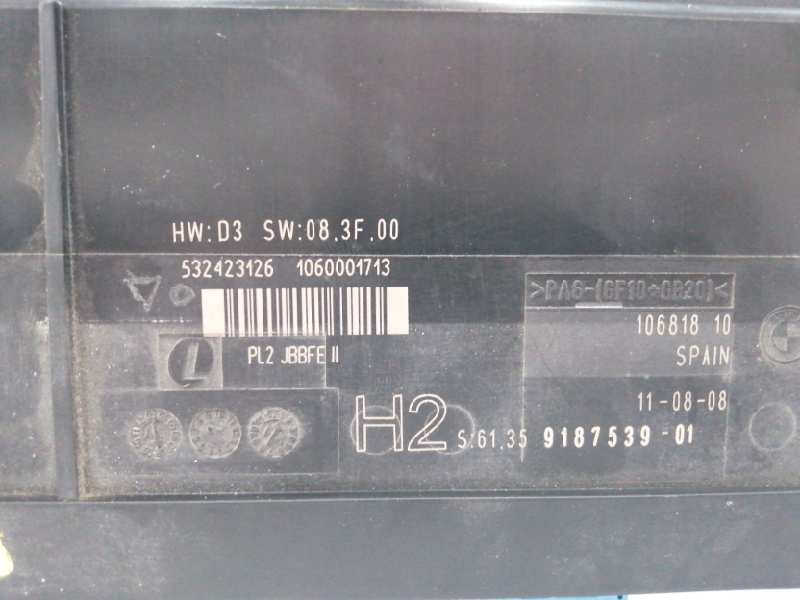 HW:D3 SW:08.3F.00
532423126 1060001713
>PA6-(GF10+GB20)<
106818 10
SPAIN
PL2 JBBFE II
11-08-08
H2 S:61.35 9187539-01